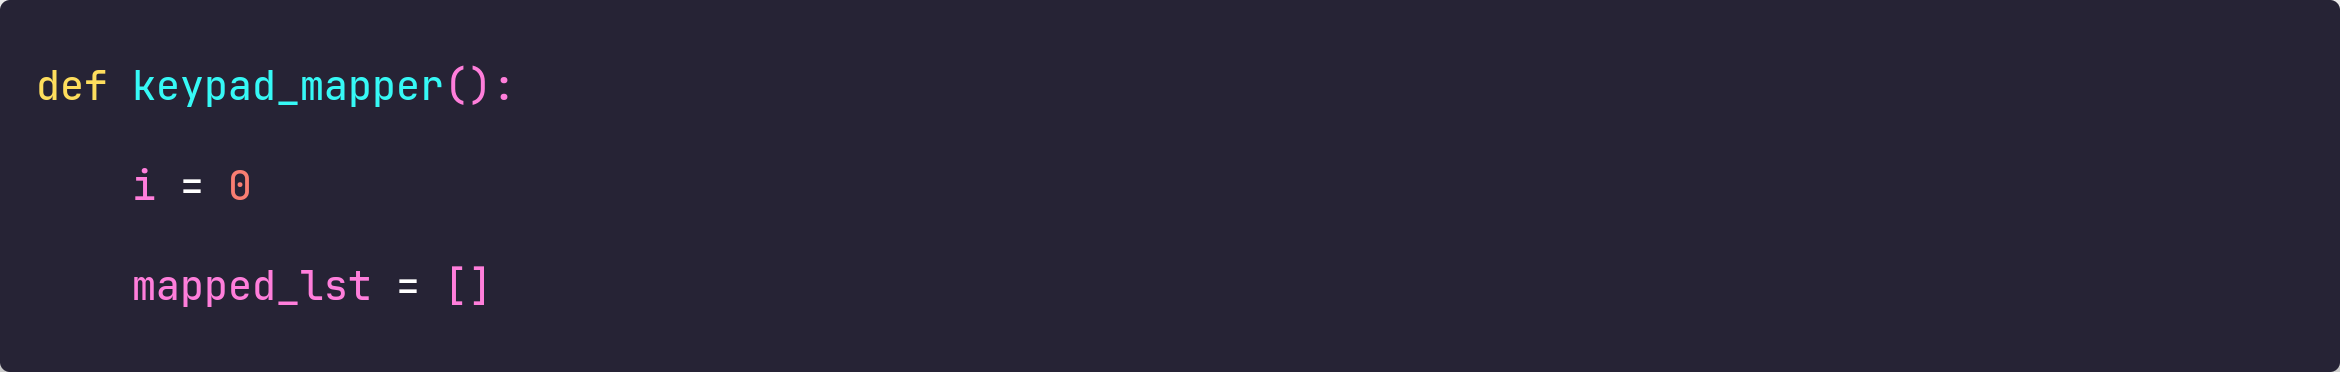 def keypad_mapper():
    i = 0
    mapped_lst = []